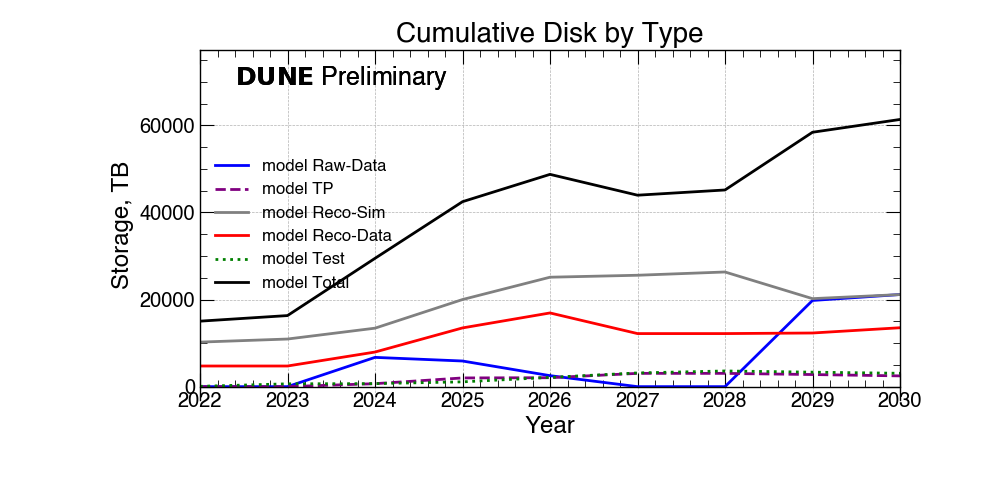 Cumulative Disk by Type
DUNE Preliminary
Storage, TB
60000
40000
20000
0
model Raw-Data
model TP
model Reco-Sim
model Reco-Data
model Test
model Total
2022 2023 2024 2025 2026 2027 2028 2029 2030
Year